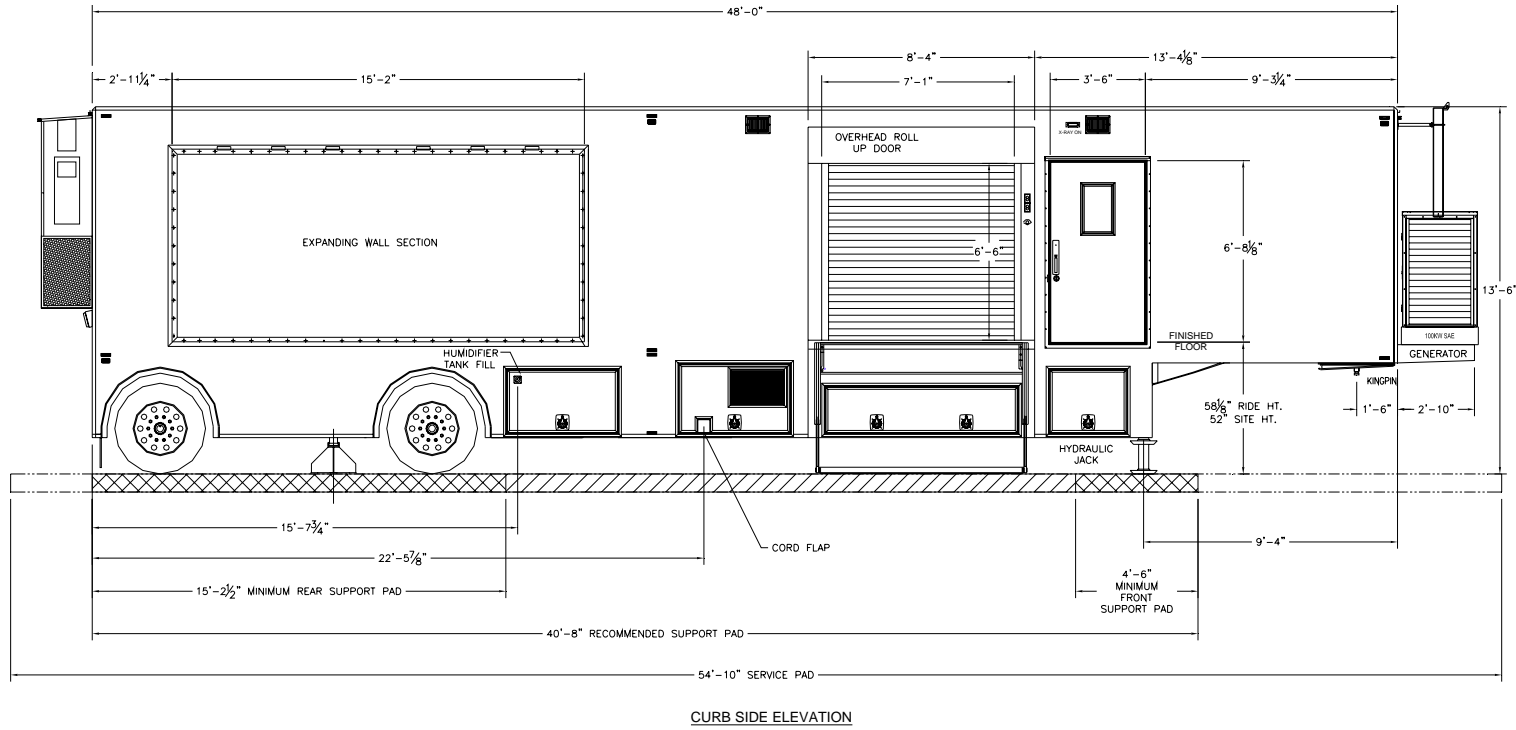 48'-0"
8'-4"
13'-4⅛"
2'-11¼"
15'-2"
7'-1"
3'-6"
9'-3¼"
X-RAY ON
OVERHEAD ROLL
UP DOOR
EXPANDING WALL SECTION
6'-6"
6'-8⅛"
13'-6"
FINISHED
FLOOR
100KW SAE
GENERATOR
HUMIDIFIER
TANK FILL
KINGPIN
58⅛" RIDE HT.
52" SITE HT.
1'-6"
2'-10"
HYDRAULIC
JACK
15'-7¾"
22'-5⅞"
CORD FLAP
9'-4"
15'-2½" MINIMUM REAR SUPPORT PAD
4'-6"
MINIMUM
FRONT
SUPPORT PAD
40'-8" RECOMMENDED SUPPORT PAD
54'-10" SERVICE PAD
CURB SIDE ELEVATION